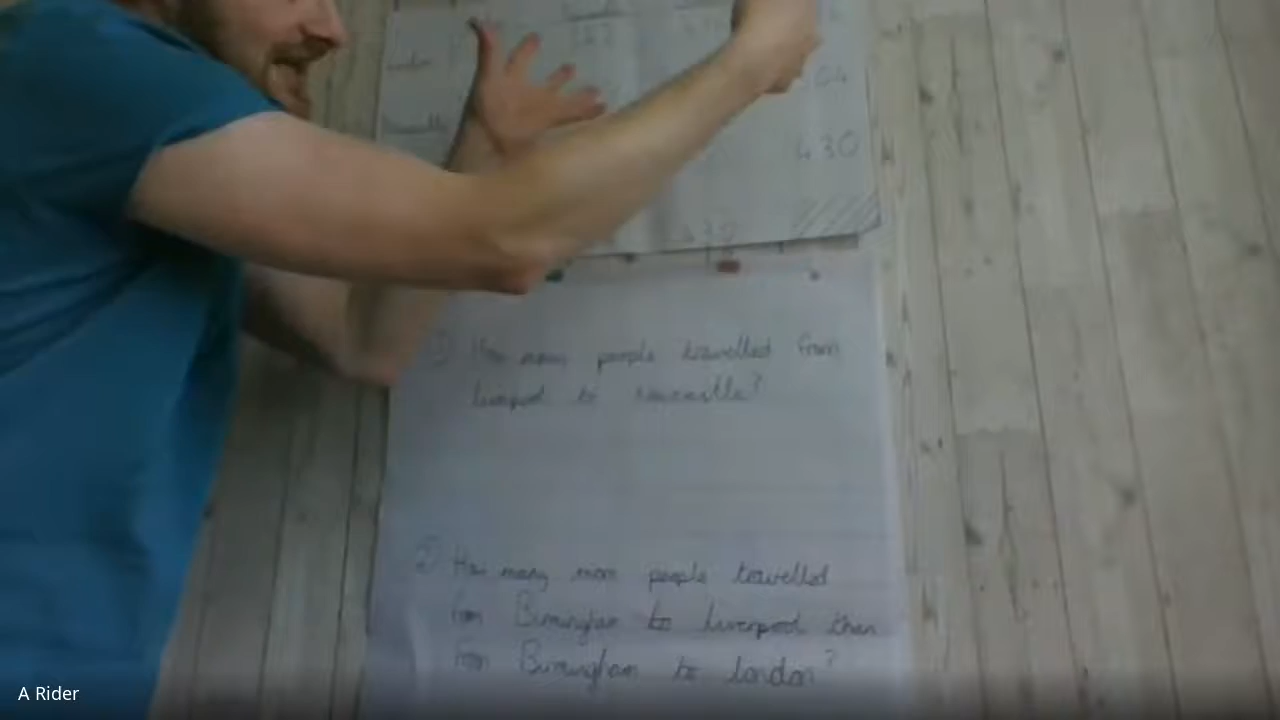 04
430
① How many people travelled from
Liverpool to Newcastle?
② How many more people travelled
from Birmingham to Liverpool than
from Birmingham to London?
A Rider